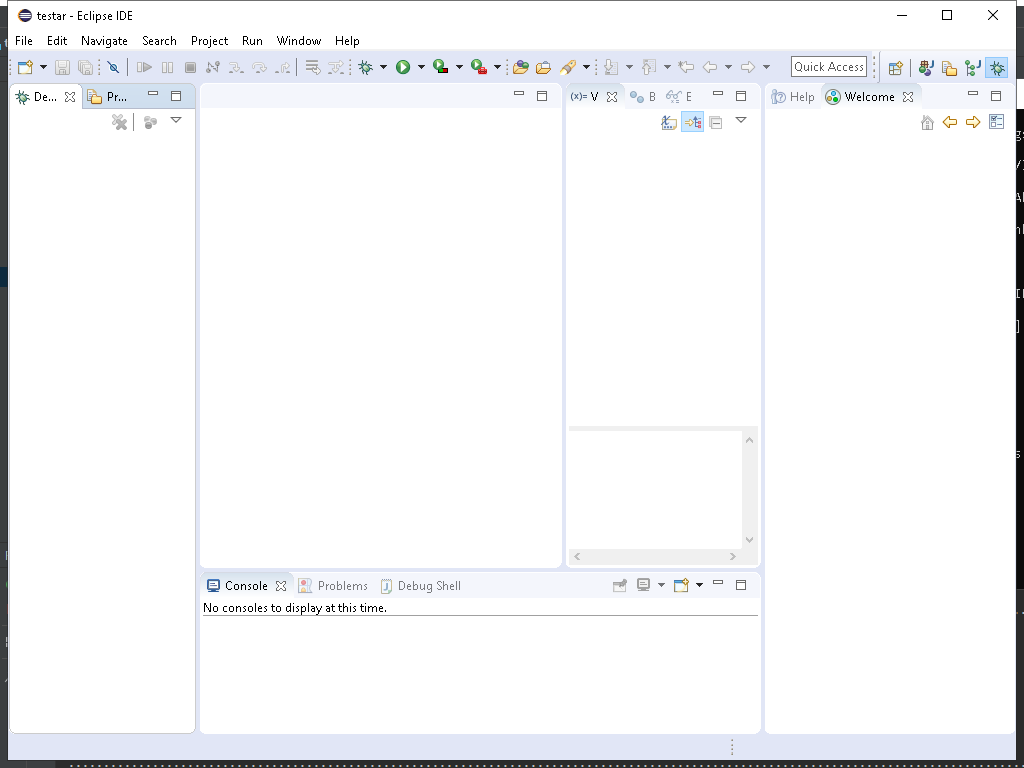 testar - Eclipse IDE
File Edit Navigate Search Project Run Window Help
Quick Access
De... Pr... (x)= V B E Help Welcome
Console Problems Debug Shell
No consoles to display at this time.